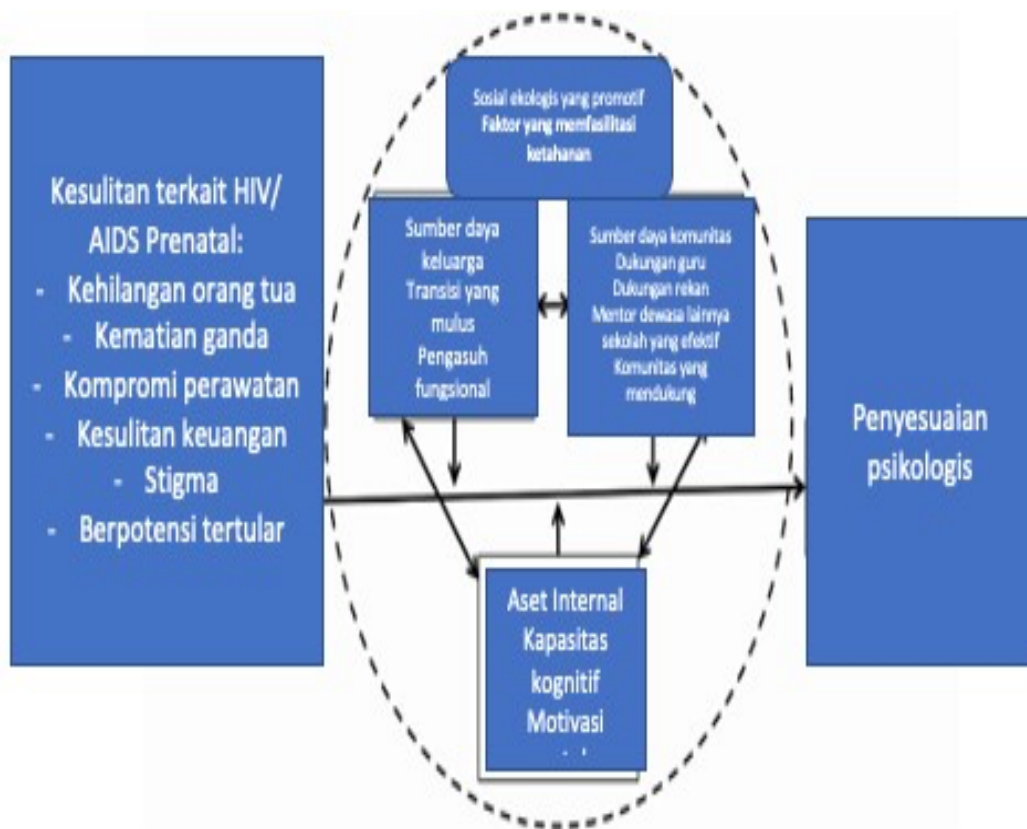 Kesulitan terkait HIV/
AIDS Prenatal:
- Kehilangan orang tua
- Kematian ganda
- Kompromi perawatan
- Kesulitan keuangan
- Stigma
- Berpotensi tertular
Sosial ekologis yang promotif
Faktor yang memfasilitasi
ketahanan
Sumber daya
keluarga
Transisi yang
mulus
Pengasuh
fungsional
Sumber daya komunitas
Dukungan guru
Dukungan rekan
Mentor dewasa lainnya
sekolah yang efektif
Komunitas yang
mendukung
Aset Internal
Kapasitas
kognitif
Motivasi
Penyesuaian
psikologis